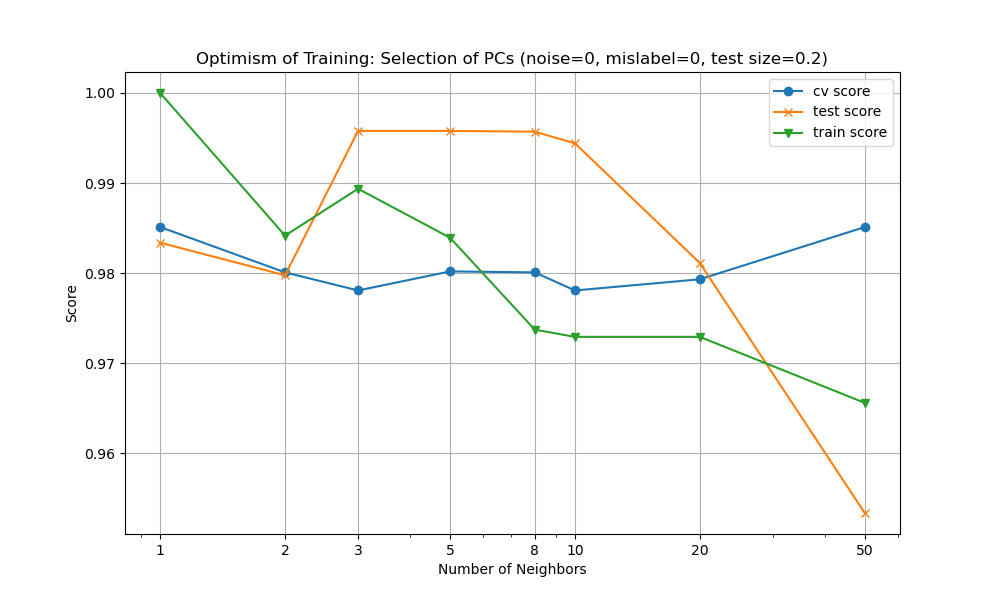 Optimism of Training: Selection of PCs (noise=0, mislabel=0, test size=0.2)
cv score
test score
train score
1.00
0.99
0.98
0.97
0.96
Score
1 2 3 5 8 10 20 50
Number of Neighbors